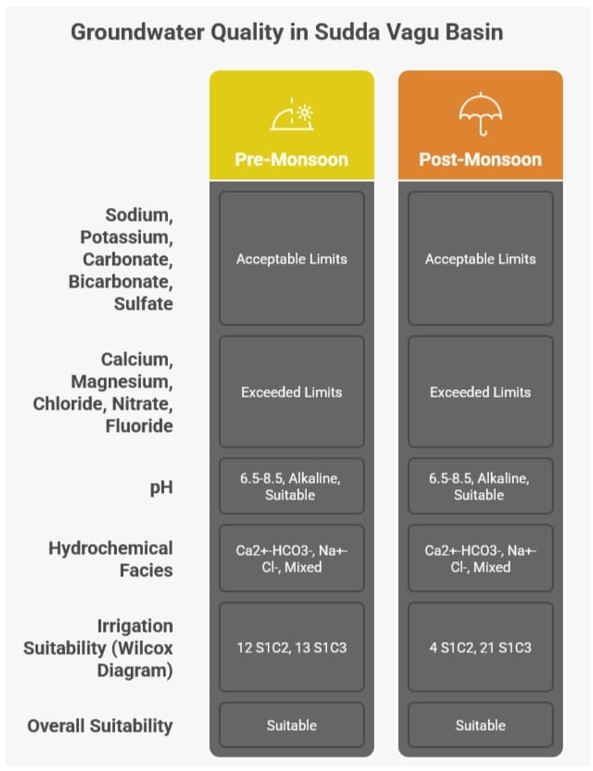 Groundwater Quality in Sudda Vagu Basin
Pre-Monsoon
Post-Monsoon
Sodium,
Potassium,
Carbonate,
Bicarbonate,
Sulfate
Acceptable Limits
Acceptable Limits
Calcium,
Magnesium,
Chloride, Nitrate,
Fluoride
Exceeded Limits
Exceeded Limits
pH
6.5-8.5, Alkaline,
Suitable
6.5-8.5, Alkaline,
Suitable
Hydrochemical
Facies
Ca2+-HCO3-, Na+-
Cl-, Mixed
Ca2+-HCO3-, Na+-
Cl-, Mixed
Irrigation
Suitability (Wilcox
Diagram)
12 S1C2, 13 S1C3
4 S1C2, 21 S1C3
Overall Suitability
Suitable
Suitable